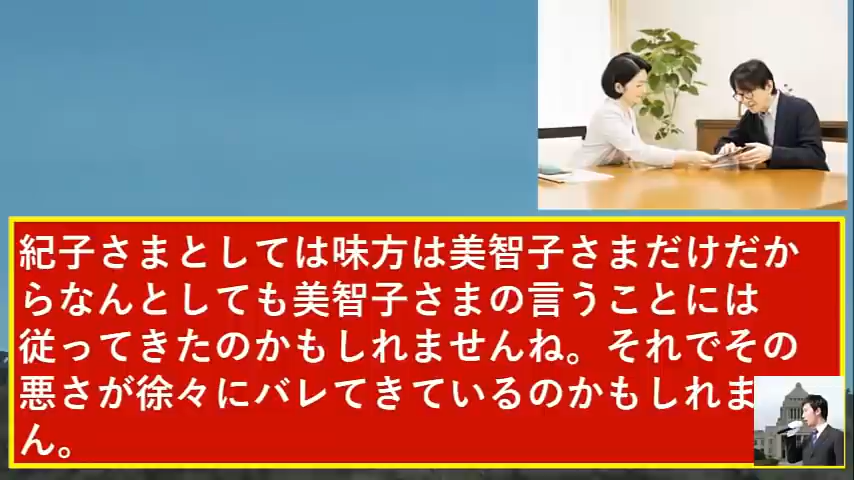 紀子さまとしては味方は美智子さまだけだか
らなんとしても美智子さまの言うことには
従ってきたのかもしれませんね。それでその
悪さが徐々にバレてきているのかもしれま
ん。